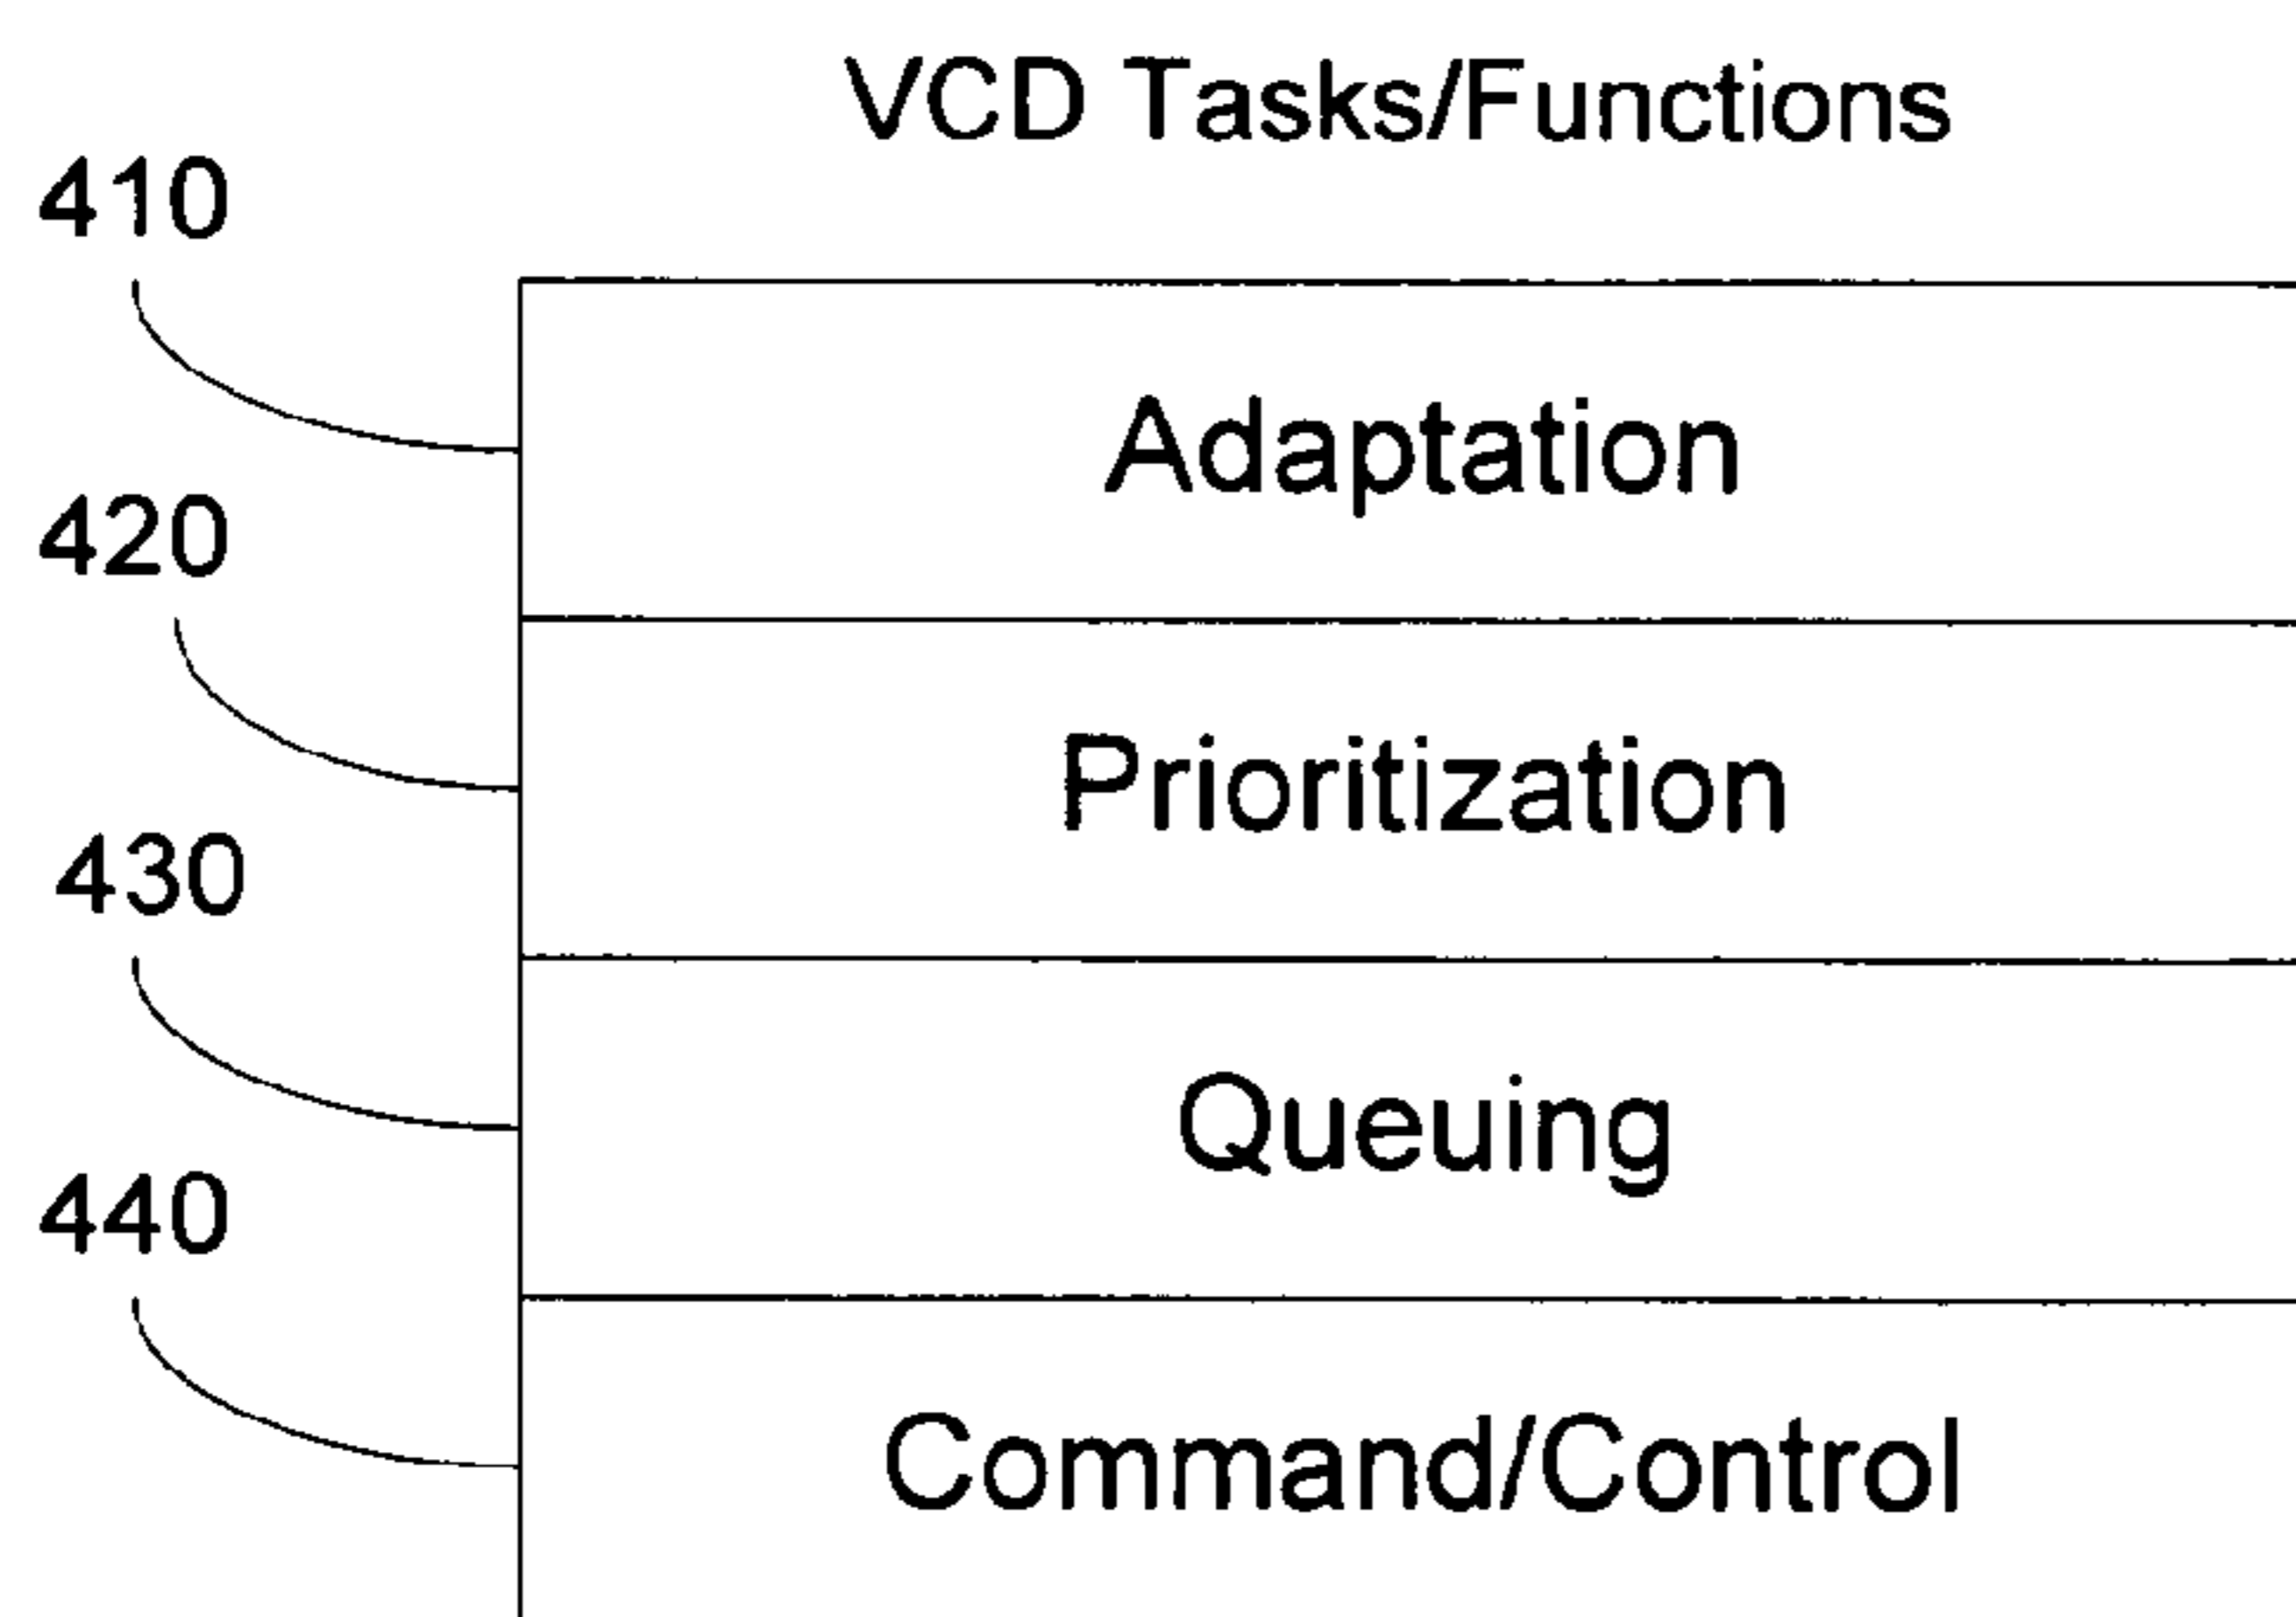 VCD Tasks/Functions
410
Adaptation
420
Prioritization
430
Queuing
440
Command/Control